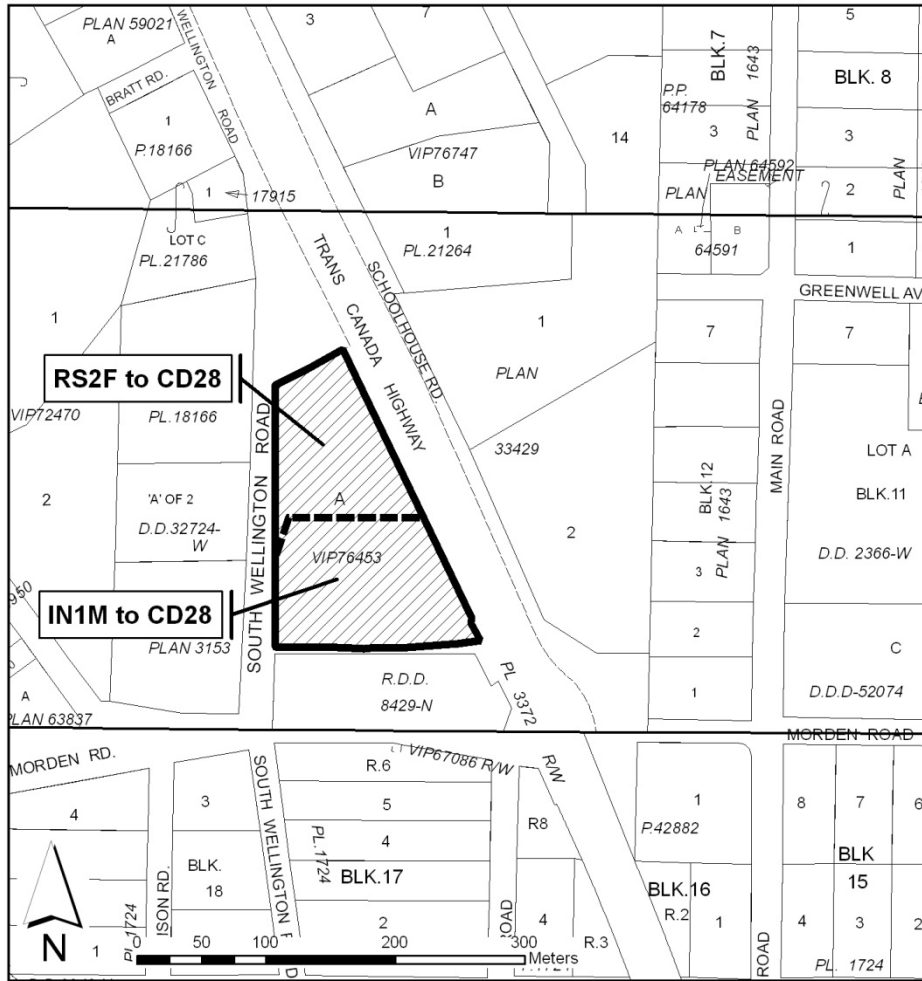 PLAN 59021
A
WELLINGTON
ROAD
BRATT RD.
1
P.18166
1
17915
3
7
A
VIP76747
B
14
BLK.7
PLAN 1643
P.P.
64178
3
PLAN 64592
EASEMENT
PLAN
5
BLK. 8
3
2
PLAN
LOT C
PL.21786
1
PL.21264
A
B
64591
1
GREENWELL AV
TRANS CANADA HIGHWAY
SCHOOLHOUSE RD.
1
RS2F to CD28
VIP72470
PL.18166
SOUTH WELLINGTON ROAD
1
PLAN
33429
7
7
MAIN ROAD
LOT A
BLK.11
2
'A' OF 2
D.D.32724-
W
A
VIP76453
2
BLK.12
PLAN 1643
3
D.D. 2366-W
950
IN1M to CD28
PLAN 3153
2
1
C
D.D.D-52074
A
PLAN 63837
R.D.D.
8429-N
PL 3372
MORDEN ROAD
MORDEN RD.
VIP67086 R/W
R/W
R.6
4
3
SOUTH WELLINGTON
5
4
PL.1724
R8
1
P.42882
8
7
6
BLK.
18
BLK.17
BLK.16
R.2
BLK
15
ISON RD.
PL 1724
1
2
ROAD
4
R.3
1
ROAD
4
3
2
PL. 1724
N
0
50
100
200
300
Meters